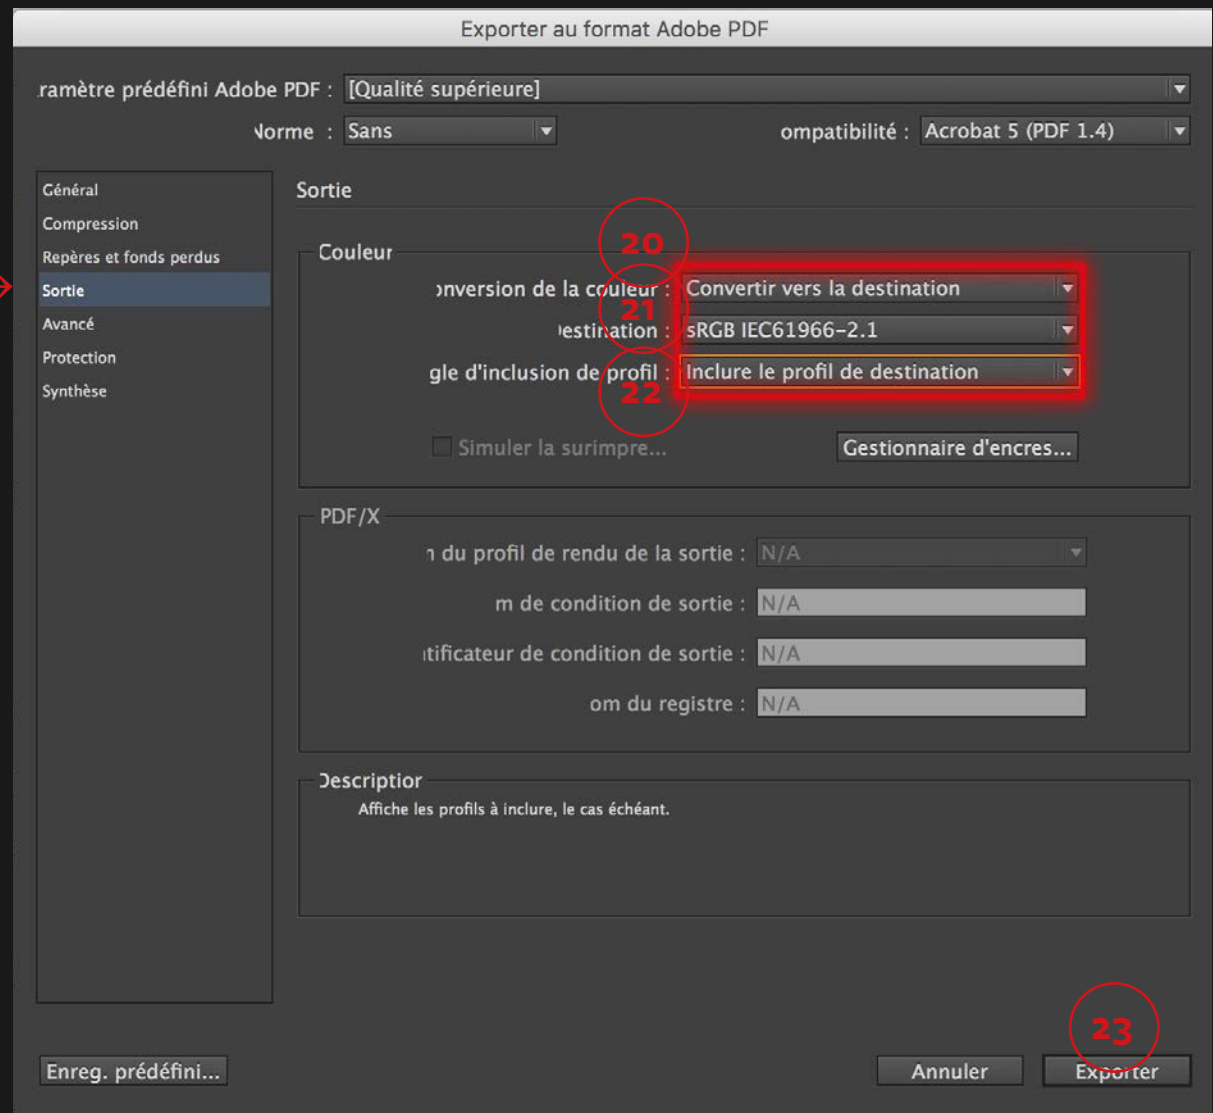 Exporter au format Adobe PDF
ramètre prédéfini Adobe PDF : [Qualité supérieure]
Norme : Sans ompatibilité : Acrobat 5 (PDF 1.4)
Général
Compression
Repères et fonds perdus
Sortie
Avancé
Protection
Synthèse
Sortie
20
Couleur
onversion de la couleur : Convertir vers la destination
21
estination : sRGB IEC61966-2.1
gle d'inclusion de profil : Inclure le profil de destination
22
Simuler la surimpre... Gestionnaire d'encres...
PDF/X
n du profil de rendu de la sortie : N/A
m de condition de sortie : N/A
tificateur de condition de sortie : N/A
om du registre : N/A
Description
Affiche les profils à inclure, le cas échéant.
23
Enreg. prédéfini... Annuler Exporter